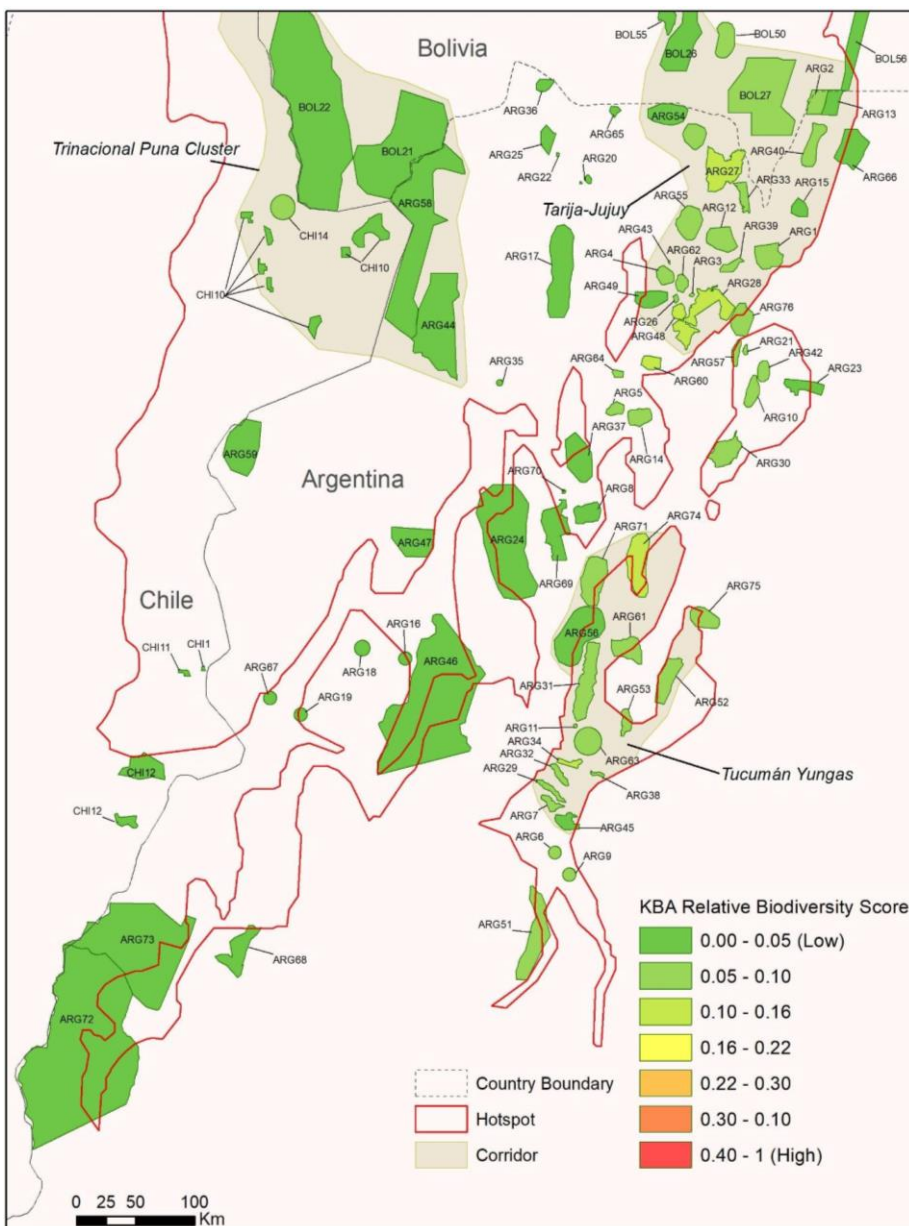 BOL55
BOL50
Bolivia
BOL26
BOL56
ARG2
BOL22
BOL27
ARG36
ARG13
ARG65
ARG54
Trinacional Puna Cluster
BOL21
ARG25
ARG40
ARG22
ARG20
ARG27
ARG33
ARG66
Tarija-Jujuy
ARG15
ARG58
ARG55
ARG12
CHI14
ARG39
ARG43
ARG1
ARG62
ARG17
ARG4
ARG3
CHI10
ARG28
ARG49
CHI10
ARG26
ARG76
ARG44
ARG48
ARG21
ARG57
ARG42
ARG35
ARG64
ARG23
ARG60
ARG5
ARG10
ARG37
ARG59
ARG14
ARG30
Argentina
ARG70
ARG8
ARG71
ARG74
ARG47
ARG24
ARG69
Chile
ARG75
ARG16
ARG61
ARG56
CHI11
CHI1
ARG67
ARG18
ARG46
ARG31
ARG53
ARG52
ARG19
ARG11
ARG34
ARG63
ARG32
Tucumán Yungas
CHI12
ARG29
ARG38
CHI12
ARG7
ARG45
ARG6
ARG9
KBA Relative Biodiversity Score
ARG51
0.00 - 0.05 (Low)
ARG73
ARG68
0.05 - 0.10
0.10 - 0.16
ARG72
0.16 - 0.22
Country Boundary
0.22 - 0.30
Hotspot
0.30 - 0.10
Corridor
0.40 - 1 (High)
0 25 50 100
Km